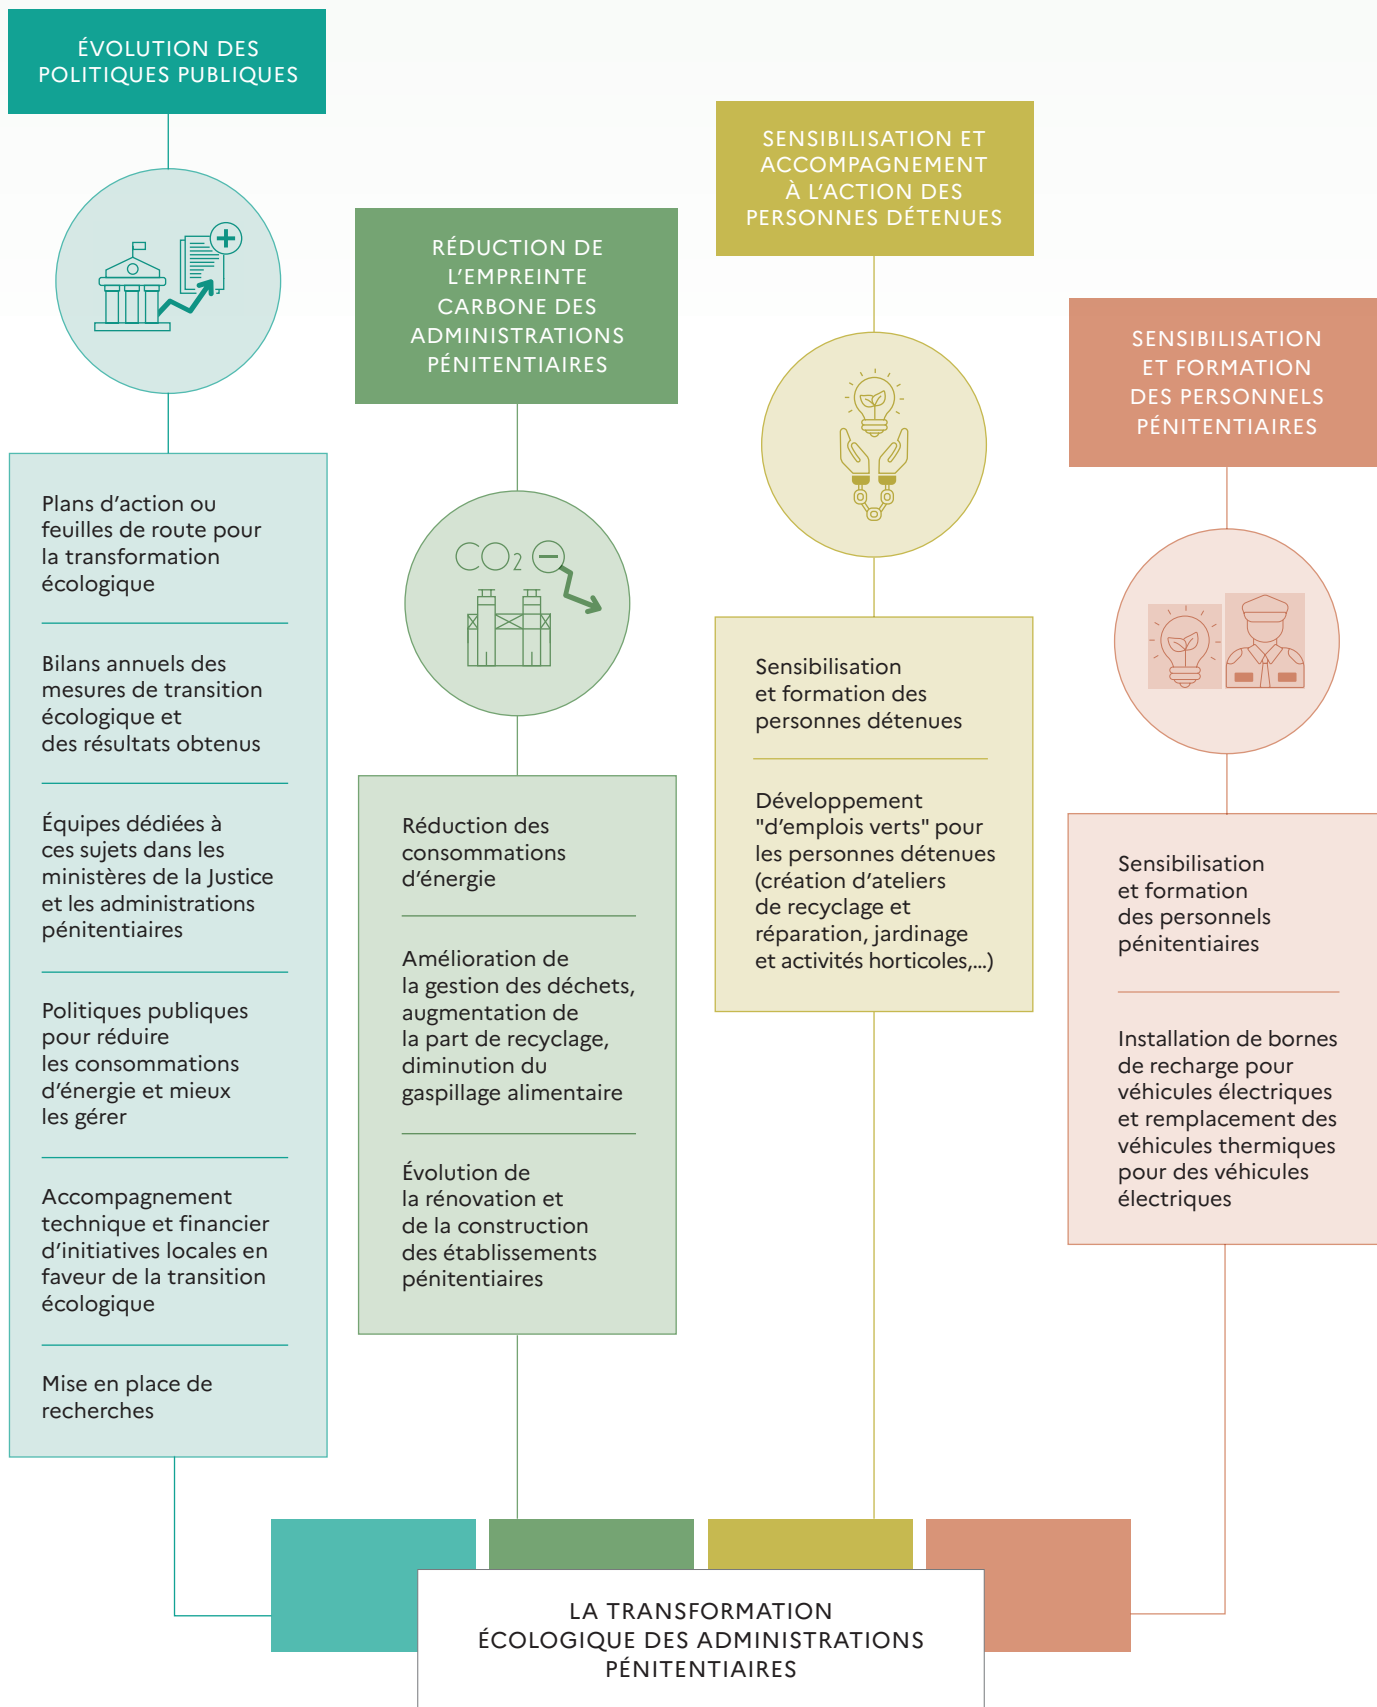 ÉVOLUTION DES
POLITIQUES PUBLIQUES
Plans d’action ou
feuilles de route pour
la transformation
écologique
Bilans annuels des
mesures de transition
écologique et
des résultats obtenus
Équipes dédiées à
ces sujets dans les
ministères de la Justice
et les administrations
pénitentiaires
Politiques publiques
pour réduire
les consommations
d’énergie et mieux
les gérer
Accompagnement
technique et financier
d’initiatives locales en
faveur de la transition
écologique
Mise en place de
recherches
RÉDUCTION DE
L’EMPREINTE
CARBONE DES
ADMINISTRATIONS
PÉNITENTIAIRES
CO2
Réduction des
consommations
d’énergie
Amélioration de
la gestion des déchets,
augmentation de
la part de recyclage,
diminution du
gaspillage alimentaire
Évolution de
la rénovation et
de la construction
des établissements
pénitentiaires
SENSIBILISATION ET
ACCOMPAGNEMENT
À L’ACTION DES
PERSONNES DÉTENUES
Sensibilisation
et formation des
personnes détenues
Développement
"d’emplois verts" pour
les personnes détenues
(création d’ateliers
de recyclage et
réparation, jardinage
et activités horticoles,...)
SENSIBILISATION
ET FORMATION
DES PERSONNELS
PÉNITENTIAIRES
Sensibilisation
et formation
des personnels
pénitentiaires
Installation de bornes
de recharge pour
véhicules électriques
et remplacement des
véhicules thermiques
pour des véhicules
électriques
LA TRANSFORMATION
ÉCOLOGIQUE DES ADMINISTRATIONS
PÉNITENTIAIRES